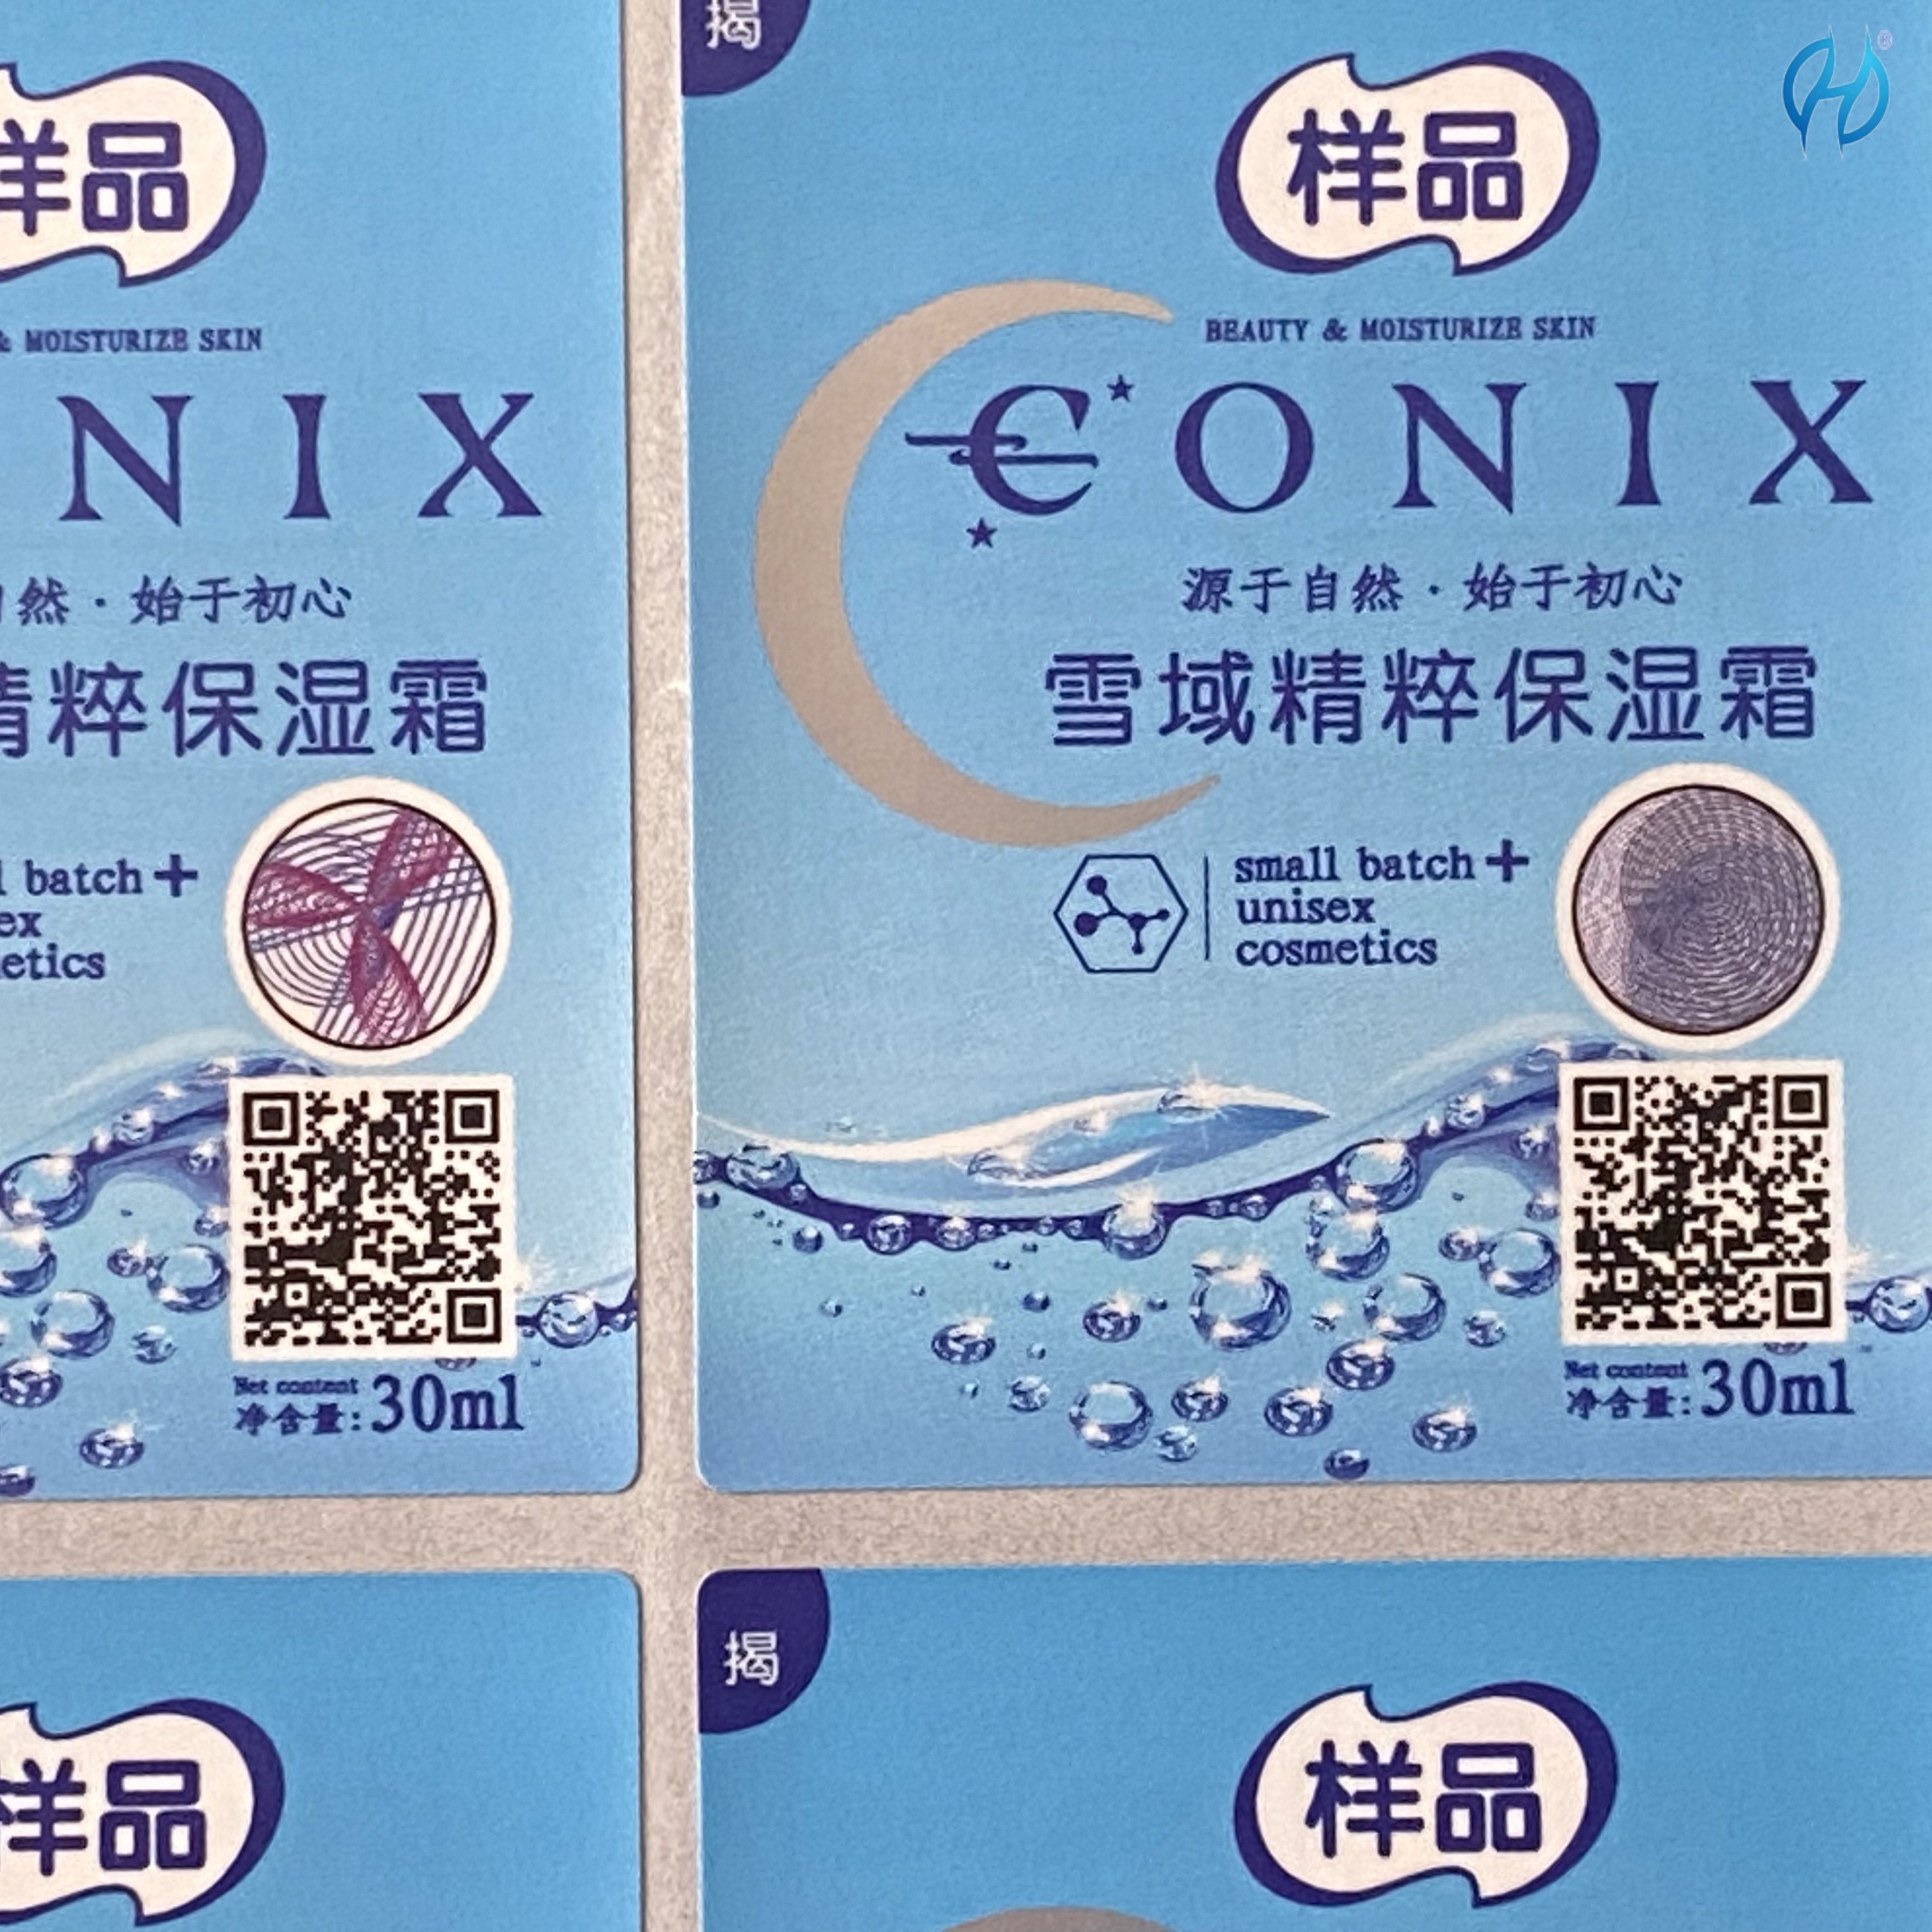 揭
样品
BEAUTY & MOISTURIZE SKIN
CONIX
源于自然·始于初心
雪域精粹保湿霜
small batch+
unisex
cosmetics
Net content
净含量:30ml
样品
& MOISTURIZE SKIN
NIX
然·始于初心
精粹保湿霜
batch+
净含量:30ml
Net content
揭
样品
样品